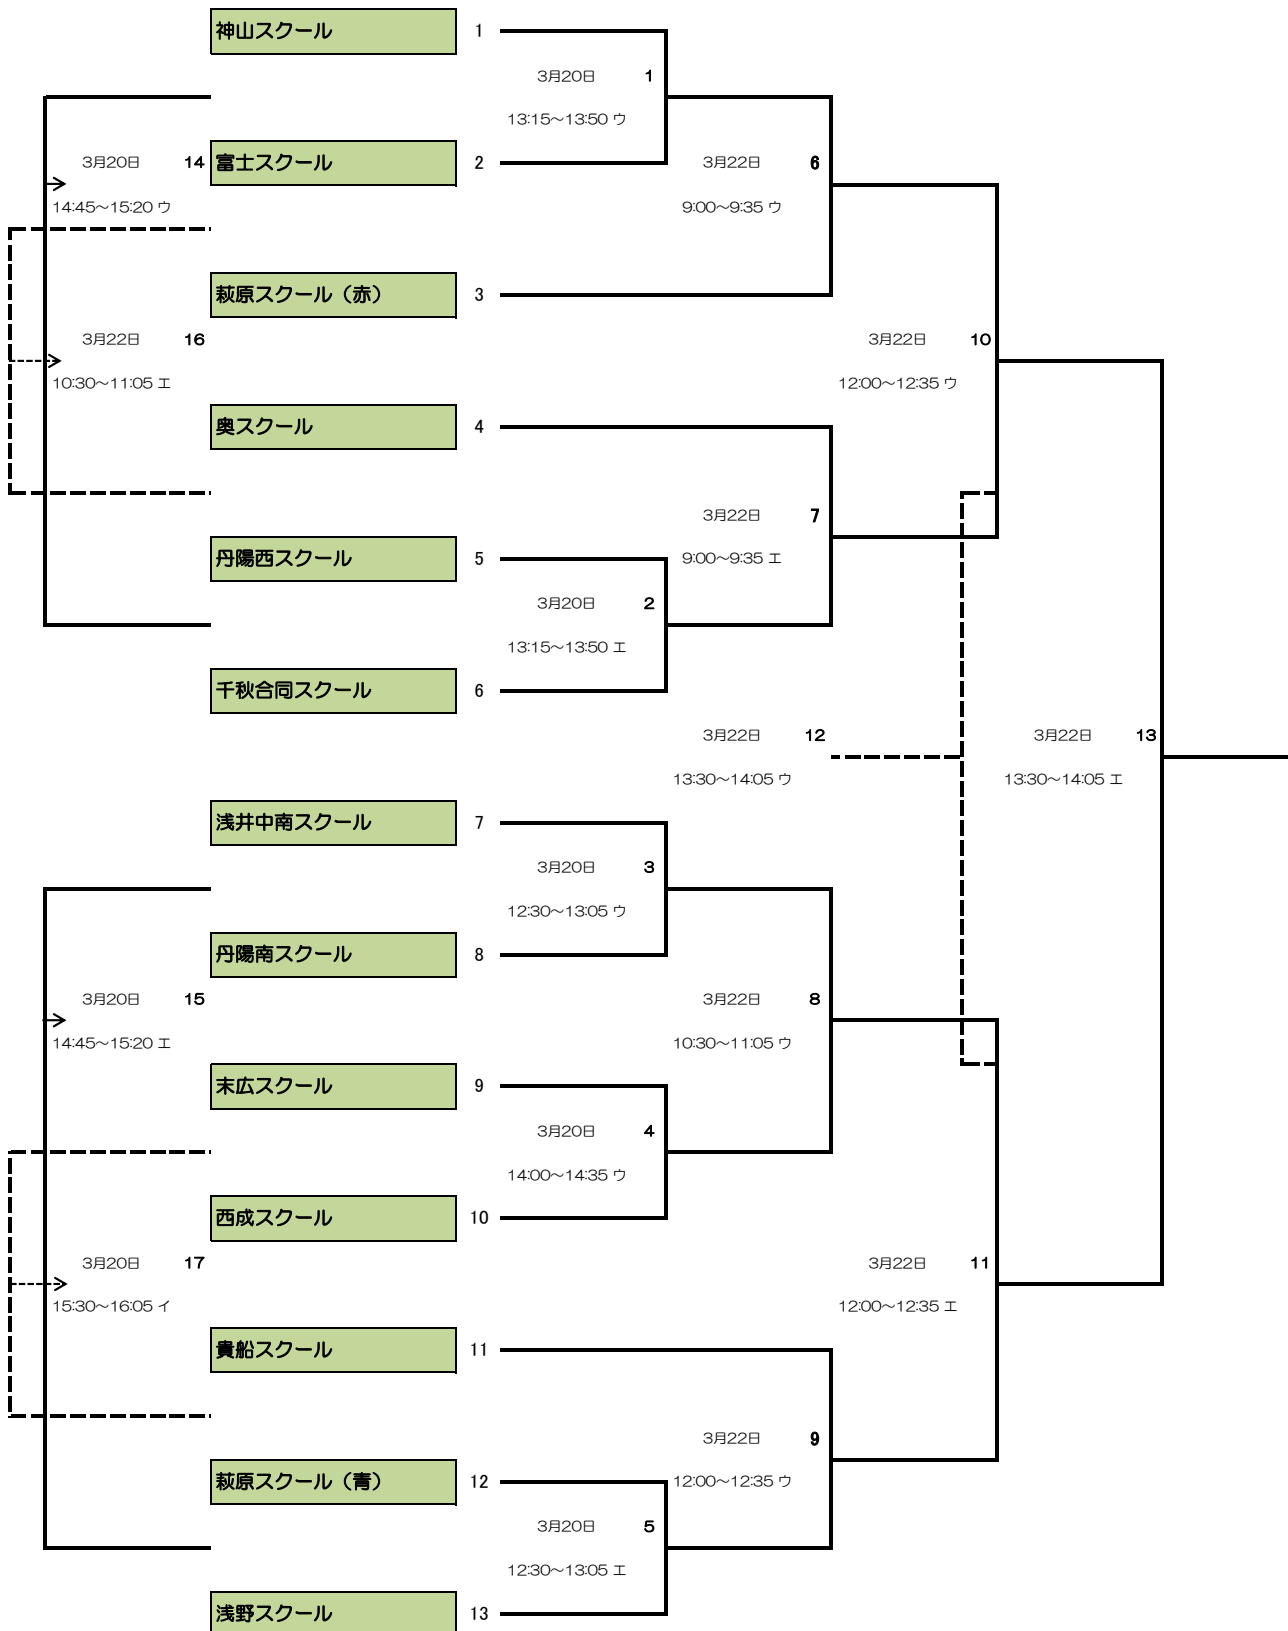 神山スクール 1
3月20日 1
13:15～13:50 ウ
3月20日 14 富士スクール 2 3月22日 6
14:45～15:20 ウ 9:00～9:35 ウ
萩原スクール（赤） 3
3月22日 16 3月22日 10
10:30～11:05 エ 12:00～12:35 ウ
奥スクール 4
3月22日 7
丹陽西スクール 5 9:00～9:35 エ
3月20日 2
13:15～13:50 エ
千秋合同スクール 6
3月22日 12 3月22日 13
13:30～14:05 ウ 13:30～14:05 エ
浅井中南スクール 7
3月20日 3
12:30～13:05 ウ
丹陽南スクール 8
3月20日 15 3月22日 8
14:45～15:20 エ 10:30～11:05 ウ
末広スクール 9
3月20日 4
14:00～14:35 ウ
西成スクール 10
3月20日 17 3月22日 11
15:30～16:05 イ 12:00～12:35 エ
貴船スクール 11
3月22日 9
萩原スクール（青） 12 12:00～12:35 ウ
3月20日 5
12:30～13:05 エ
浅野スクール 13